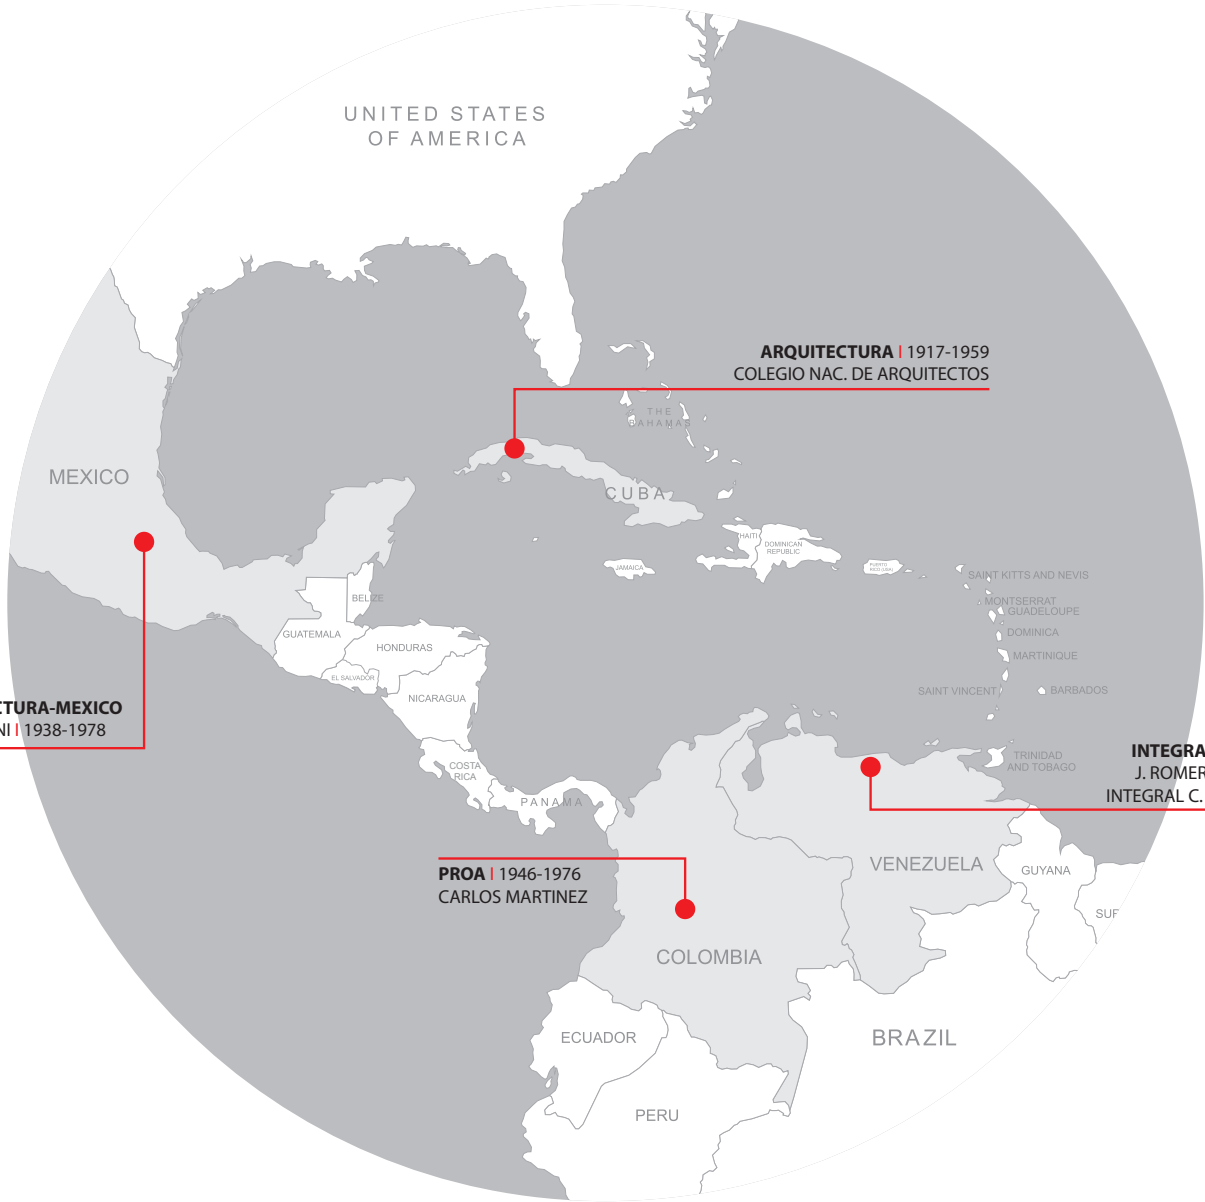 UNITED STATES
OF AMERICA
ARQUITECTURA | 1917-1959
COLEGIO NAC. DE ARQUITECTOS
THE
BAHAMAS
MEXICO
CUBA
HAITI
DOMINICAN
REPUBLIC
JAMAICA
PUERTO
RICO (USA)
SAINT KITTS AND NEVIS
BELIZE
MONTSERRAT
GUADELOUPE
GUATEMALA
DOMINICA
HONDURAS
MARTINIQUE
EL SALVADOR
NICARAGUA
SAINT VINCENT
BARBADOS
CTURA-MEXICO
NI | 1938-1978
TRINIDAD
AND TOBAGO
INTEGRA
J. ROMER
INTEGRAL C.
COSTA
RICA
PANAMA
PROA | 1946-1976
CARLOS MARTINEZ
VENEZUELA
GUYANA
SUR
COLOMBIA
ECUADOR
BRAZIL
PERU